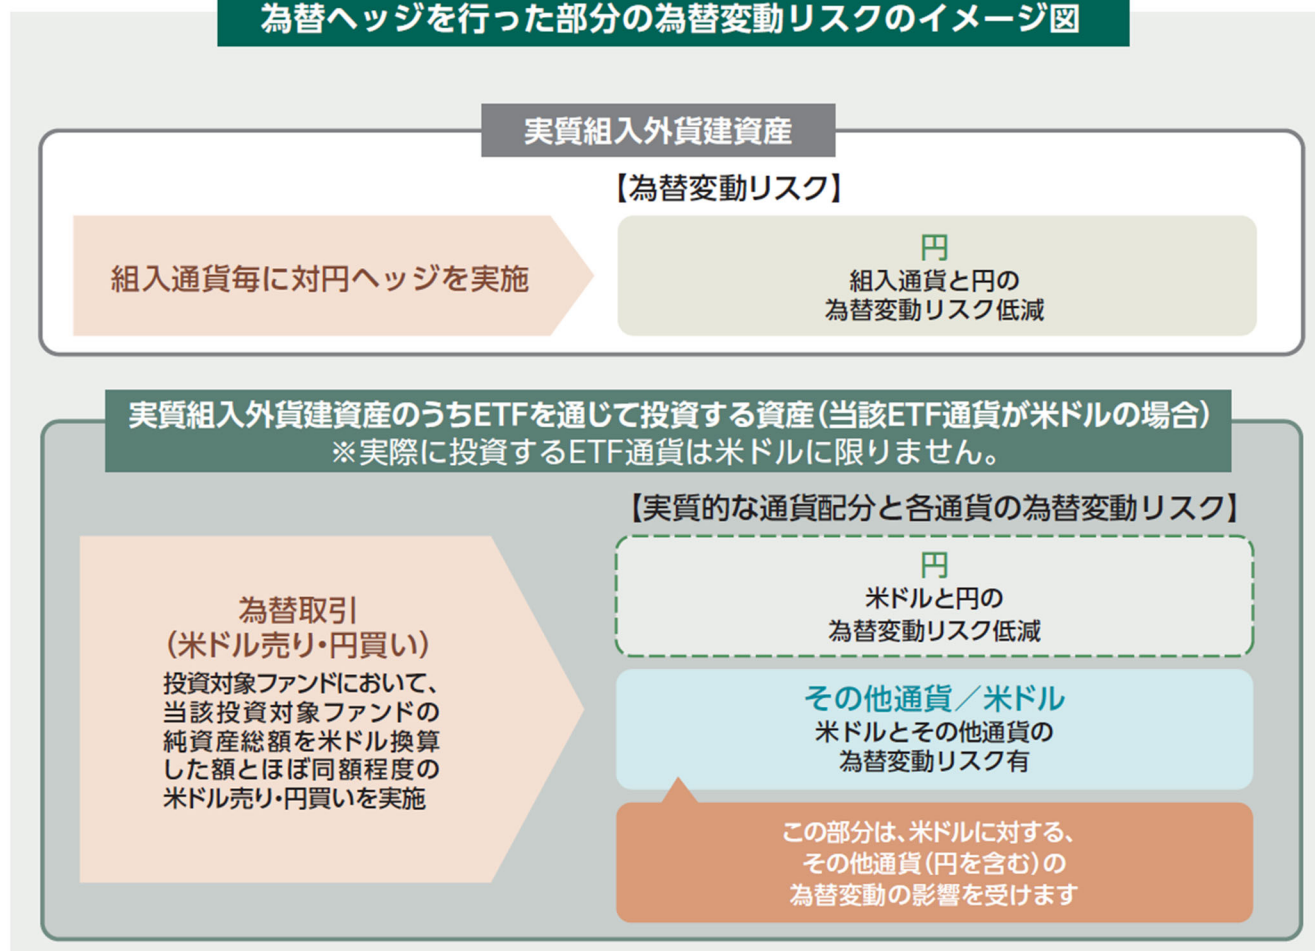 為替ヘッジを行った部分の為替変動リスクのイメージ図
実質組入外貨建資産
【為替変動リスク】
組入通貨毎に対円ヘッジを実施
円
組入通貨と円の
為替変動リスク低減
実質組入外貨建資産のうちETFを通じて投資する資産（当該ETF通貨が米ドルの場合）
※実際に投資するETF通貨は米ドルに限りません。
【実質的な通貨配分と各通貨の為替変動リスク】
為替取引
（米ドル売り・円買い）
投資対象ファンドにおいて、
当該投資対象ファンドの
純資産総額を米ドル換算
した額とほぼ同額程度の
米ドル売り・円買いを実施
円
米ドルと円の
為替変動リスク低減
その他通貨／米ドル
米ドルとその他通貨の
為替変動リスク有
この部分は、米ドルに対する、
その他通貨（円を含む）の
為替変動の影響を受けます